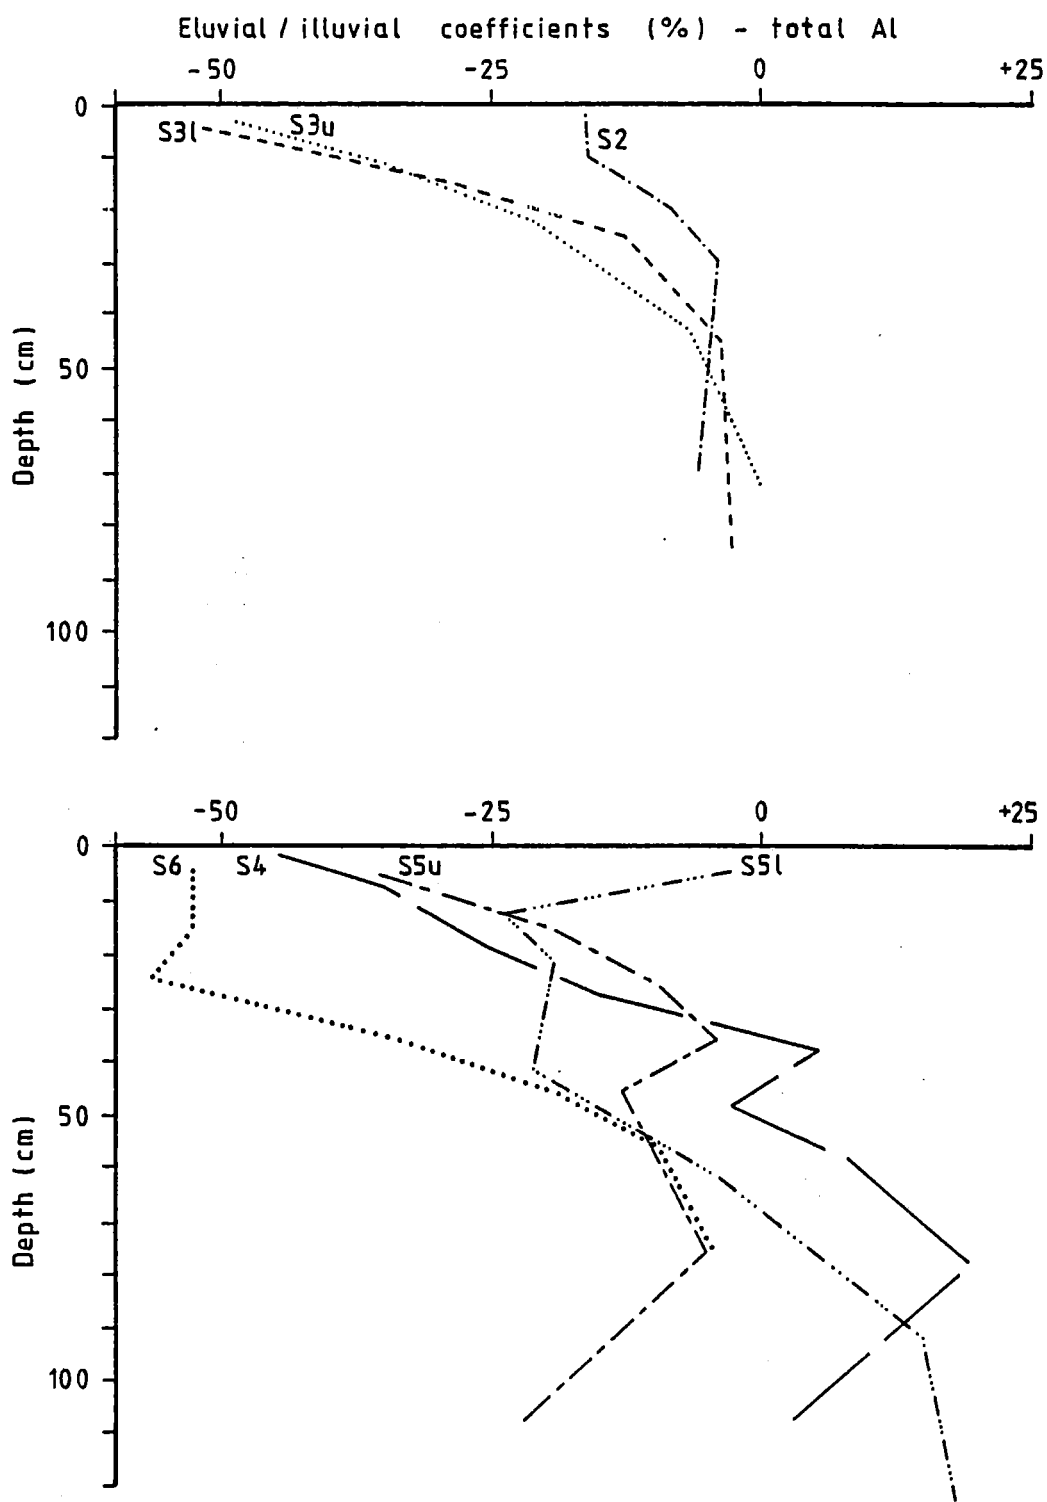 Eluvial / illuvial coefficients (%) - total Al
-50 -25 0 +25
0
S3l S3u S2
50
100
Depth (cm)
-50 -25 0 +25
0
S6 S4 S5u S5l
50
100
Depth (cm)